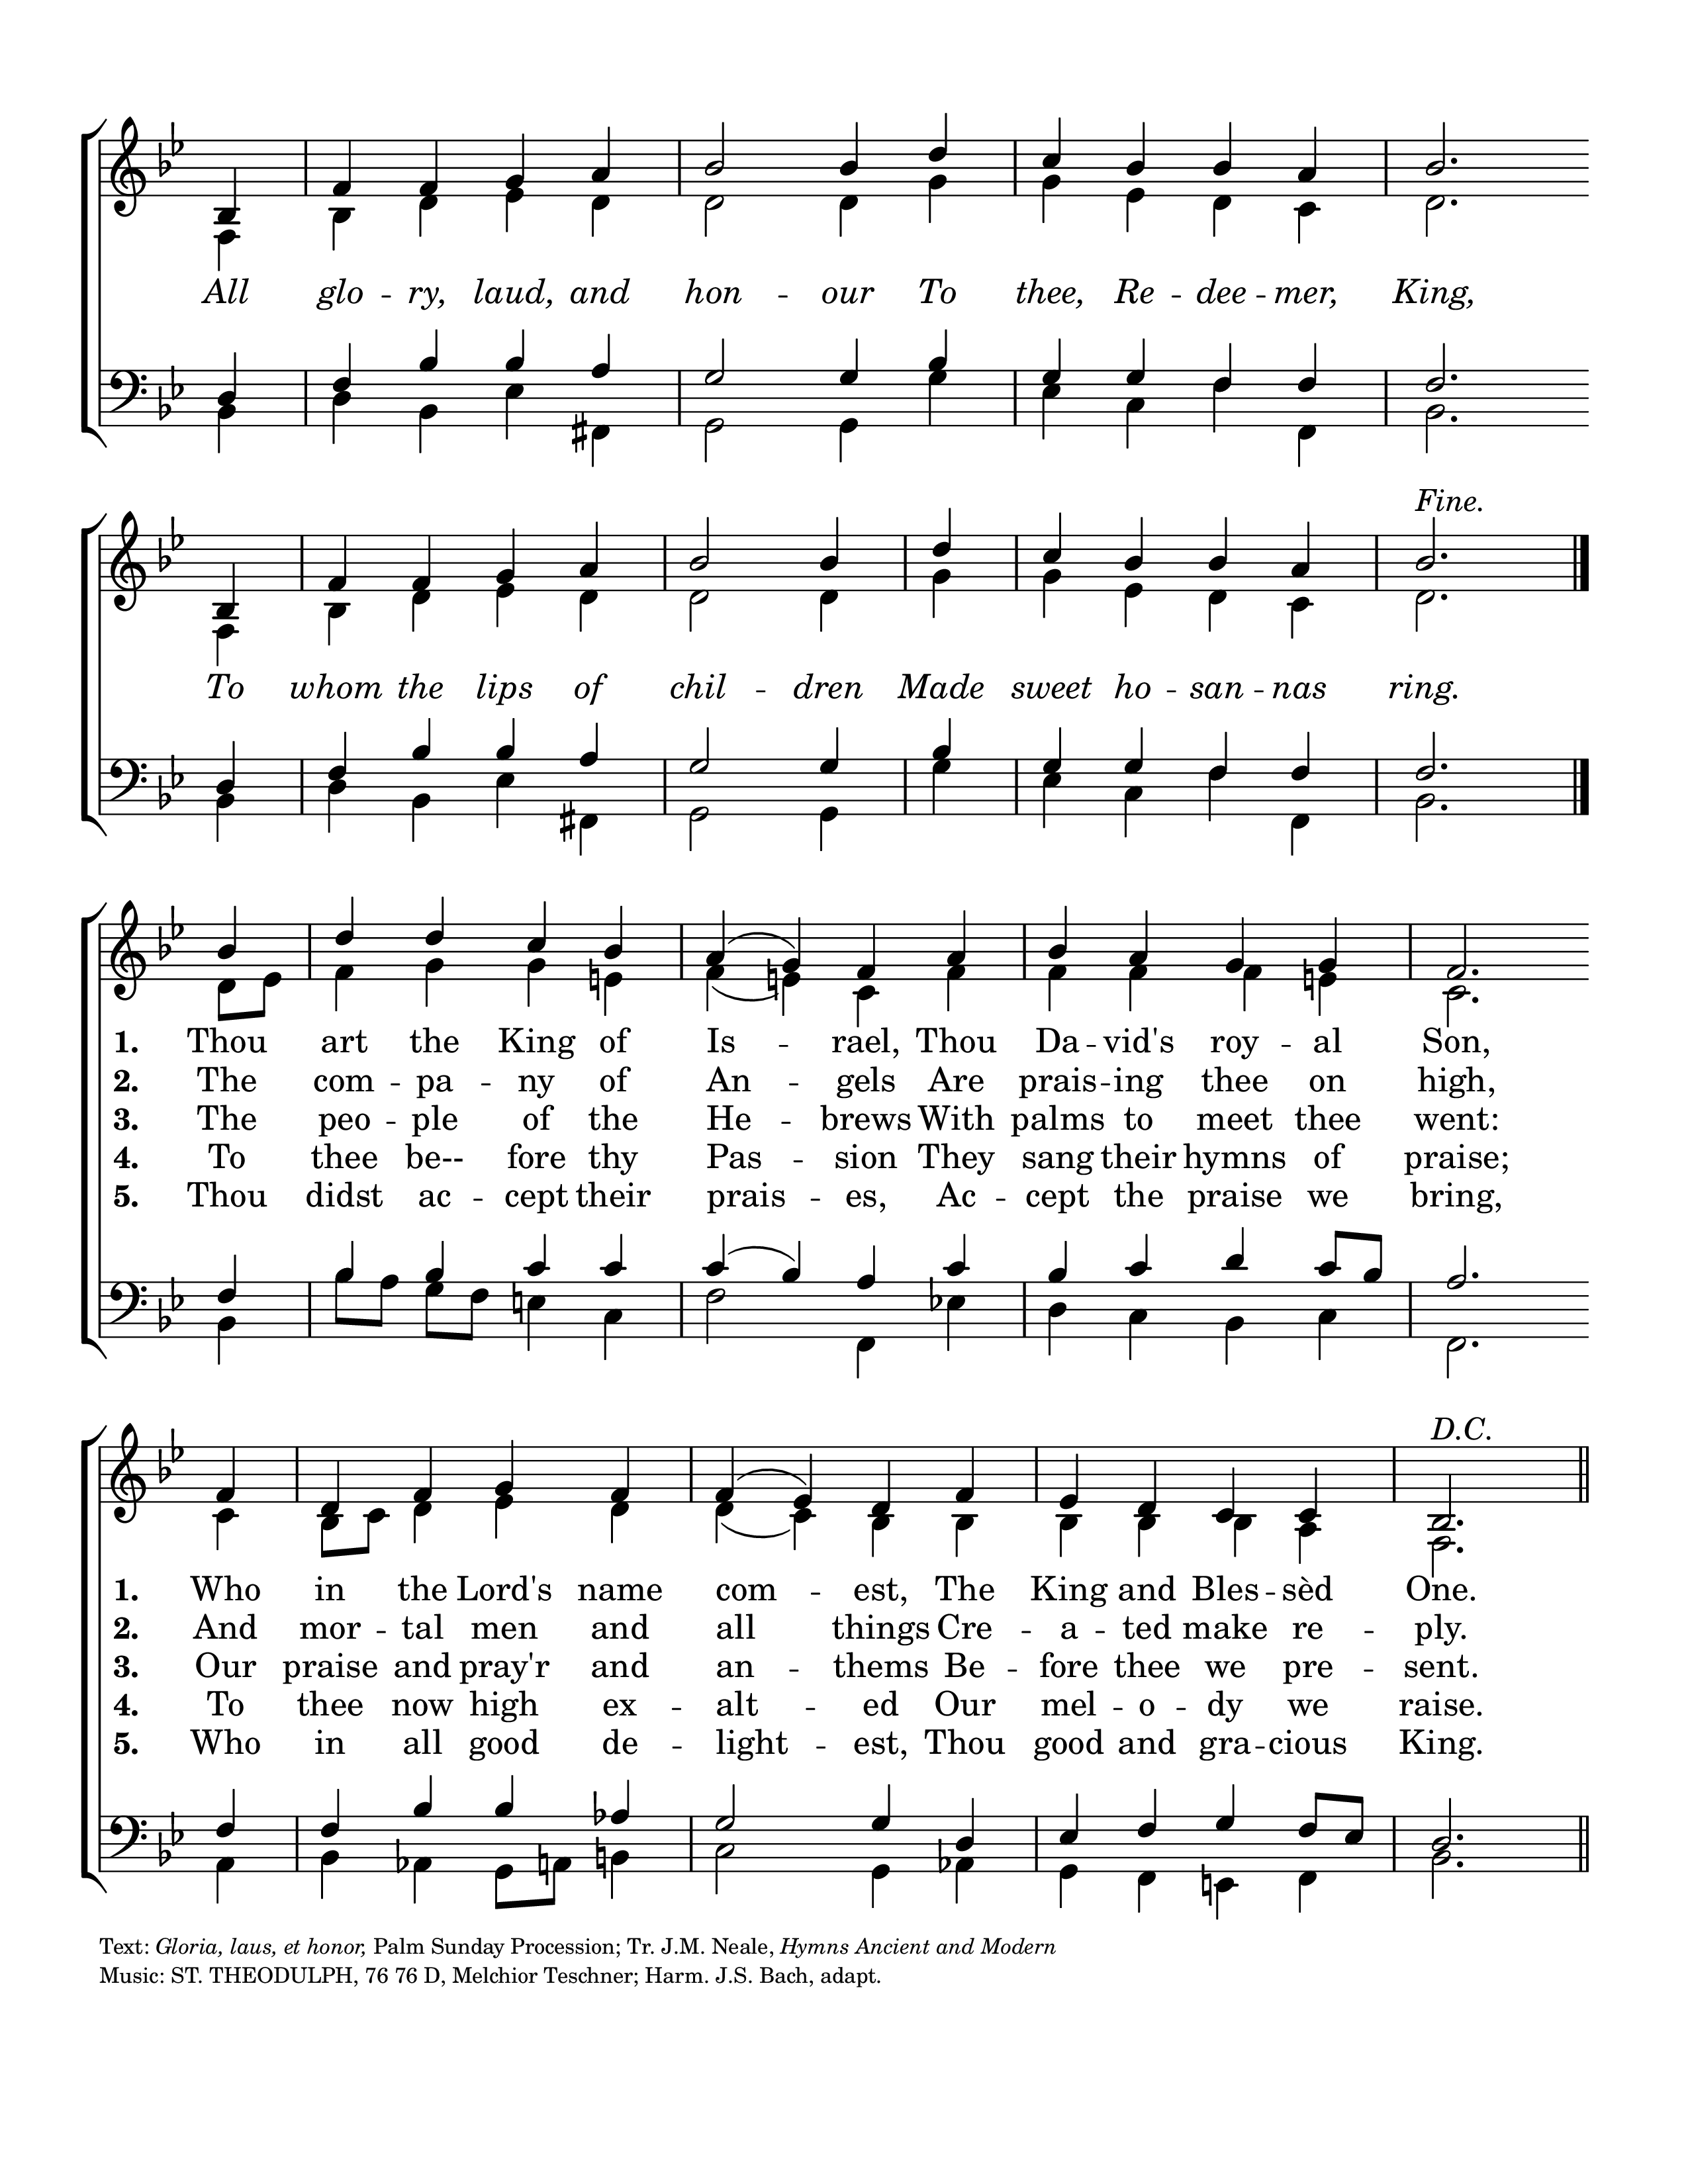 All glo - ry, laud, and hon - our To thee, Re - dee - mer, King,
Fine.
To whom the lips of chil - dren Made sweet ho - san - nas ring.
1. Thou art the King of Is - rael, Thou Da - vid's roy - al Son,
2. The com - pa - ny of An - gels Are prais - ing thee on high,
3. The peo - ple of the He - brews With palms to meet thee went:
4. To thee be-- fore thy Pas - sion They sang their hymns of praise;
5. Thou didst ac - cept their prais - es, Ac - cept the praise we bring,
D.C.
1. Who in the Lord's name com - est, The King and Bles - sèd One.
2. And mor - tal men and all things Cre - a - ted make re - ply.
3. Our praise and pray'r and an - thems Be - fore thee we pre - sent.
4. To thee now high ex - alt - ed Our mel - o - dy we raise.
5. Who in all good de - light - est, Thou good and gra - cious King.
Text: Gloria, laus, et honor, Palm Sunday Procession; Tr. J.M. Neale, Hymns Ancient and Modern
Music: ST. THEODULPH, 76 76 D, Melchior Teschner; Harm. J.S. Bach, adapt.